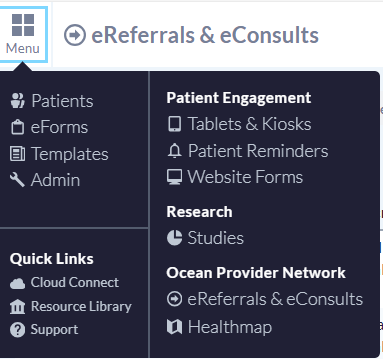 Menu
eReferrals & eConsults
Patients
eForms
Templates
Admin
Quick Links
Cloud Connect
Resource Library
Support
Patient Engagement
Tablets & Kiosks
Patient Reminders
Website Forms
Research
Studies
Ocean Provider Network
eReferrals & eConsults
Healthmap